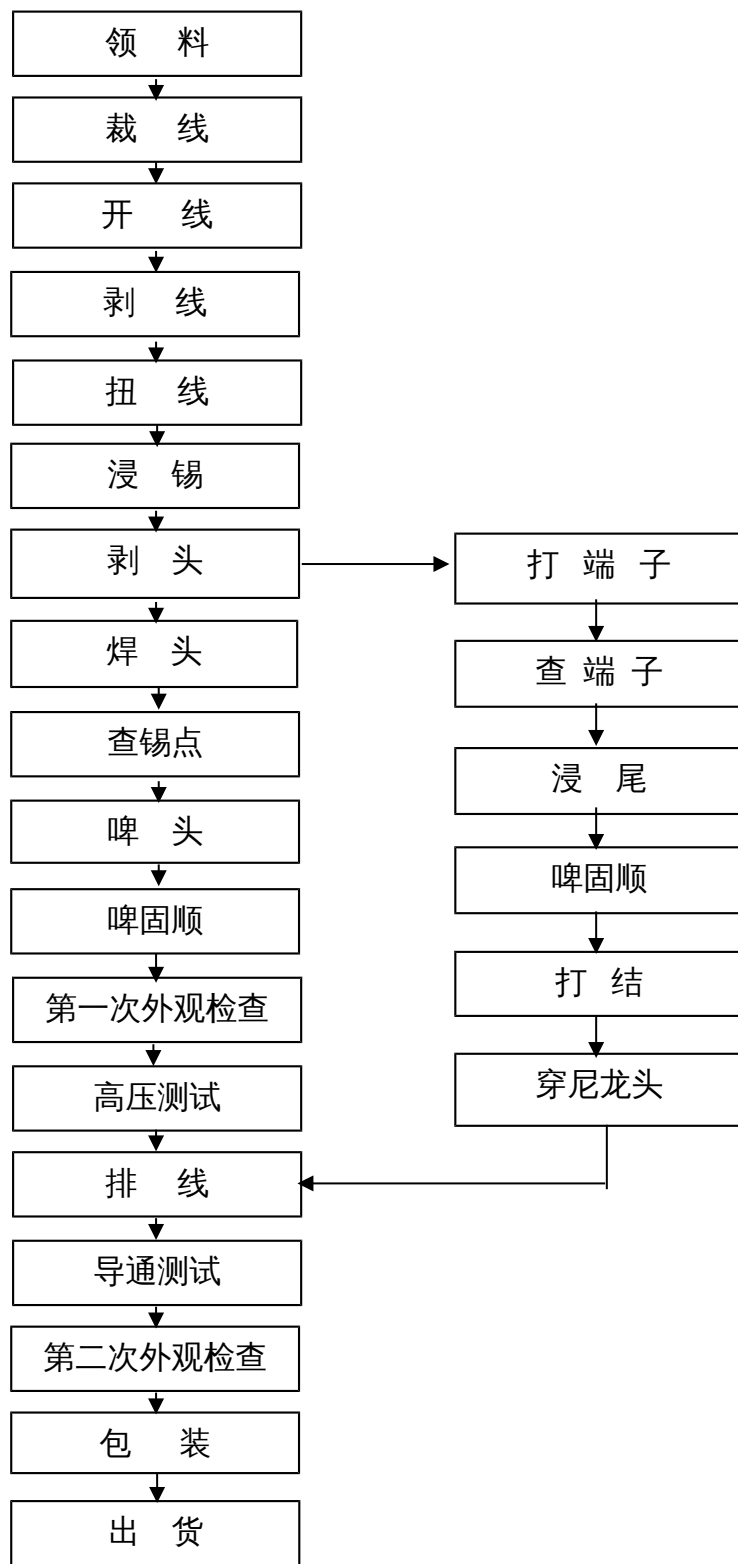 领 料
裁 线
开 线
剥 线
扭 线
浸 锡
剥 头
焊 头
查锡点
啤 头
啤固顺
第一次外观检查
高压测试
排 线
导通测试
第二次外观检查
包 装
出 货
打 端 子
查 端 子
浸 尾
啤固顺
打 结
穿尼龙头